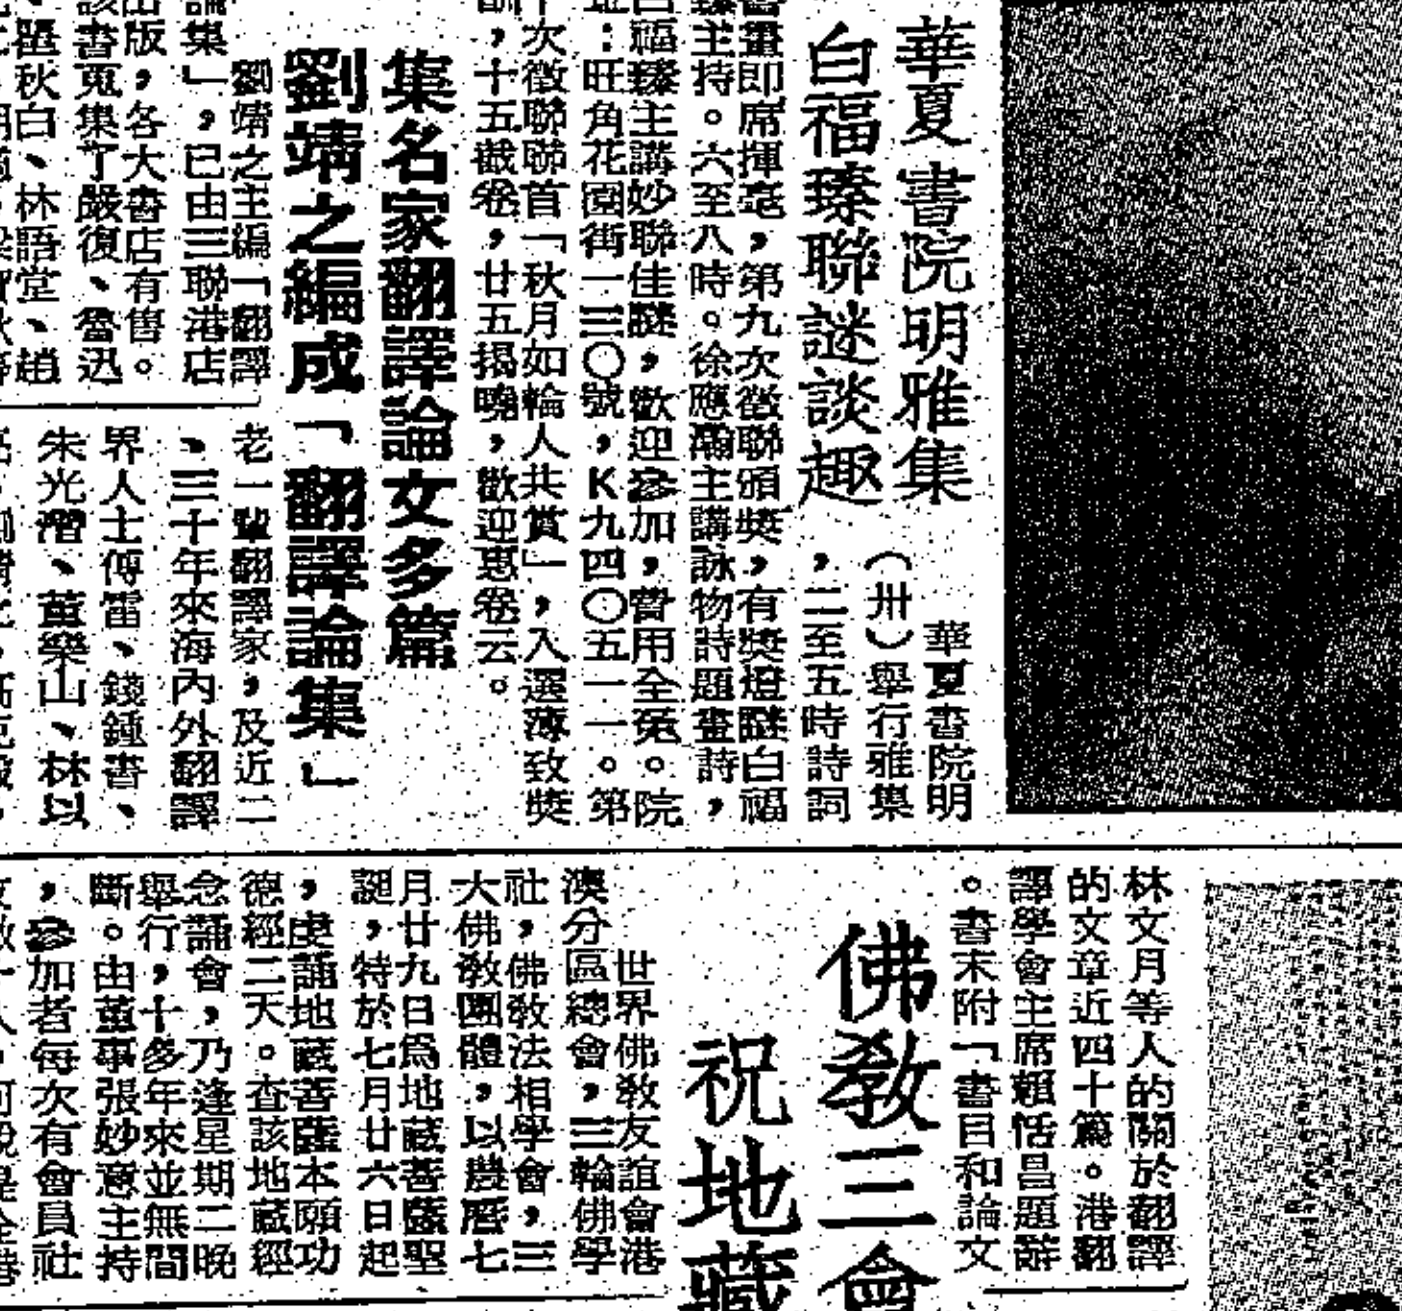 華夏書院明雅集
白福臻聯謎談趣
華夏書院明
（卅）舉行雅集
，二至五時詩詞
書畫即席揮毫，第九次徵聯頒獎，有獎燈謎白福
臻主持。六至八時。徐應瀚主講詠物詩題畫詩，
白福臻主講妙聯佳謎，歡迎參加，費用全免。院
址：旺角花園街一三〇號，K九四〇五一一。第
十次徵聯聯首「秋月如輪人共賞」，入選薄致獎
酬，十五截卷，廿五揭曉，歡迎惠卷云。
集名家翻譯論文多篇
劉靖之編成「翻譯論集」
劉靖之主編「翻譯
論集」，已由三聯港店
出版，各大書店有售。
該書蒐集了嚴復、魯迅
、瞿秋白、林語堂、趙
老一輩翻譯家，及近二
、三十年來海內外翻譯
界人士傅雷、錢鍾書、
朱光潛、董樂山、林以
林文月等人的關於翻譯
的文章近四十篇。港翻
譯學會主席賴恬昌題辭
。書末附「書目和論文
佛教三會
祝地藏
世界佛教友誼會港
澳分區總會，三輪佛學
社，佛教法相學會，三
大佛教團體，以農曆七
月廿九日爲地藏菩薩聖
誕，特於七月廿六日起
，虔誦地藏菩薩本願功
德經二天。查該地藏經
念誦會，乃逢星期二晚
舉行，十多年來並無間
斷。由董事張妙意主持
，參加者每次有會員社